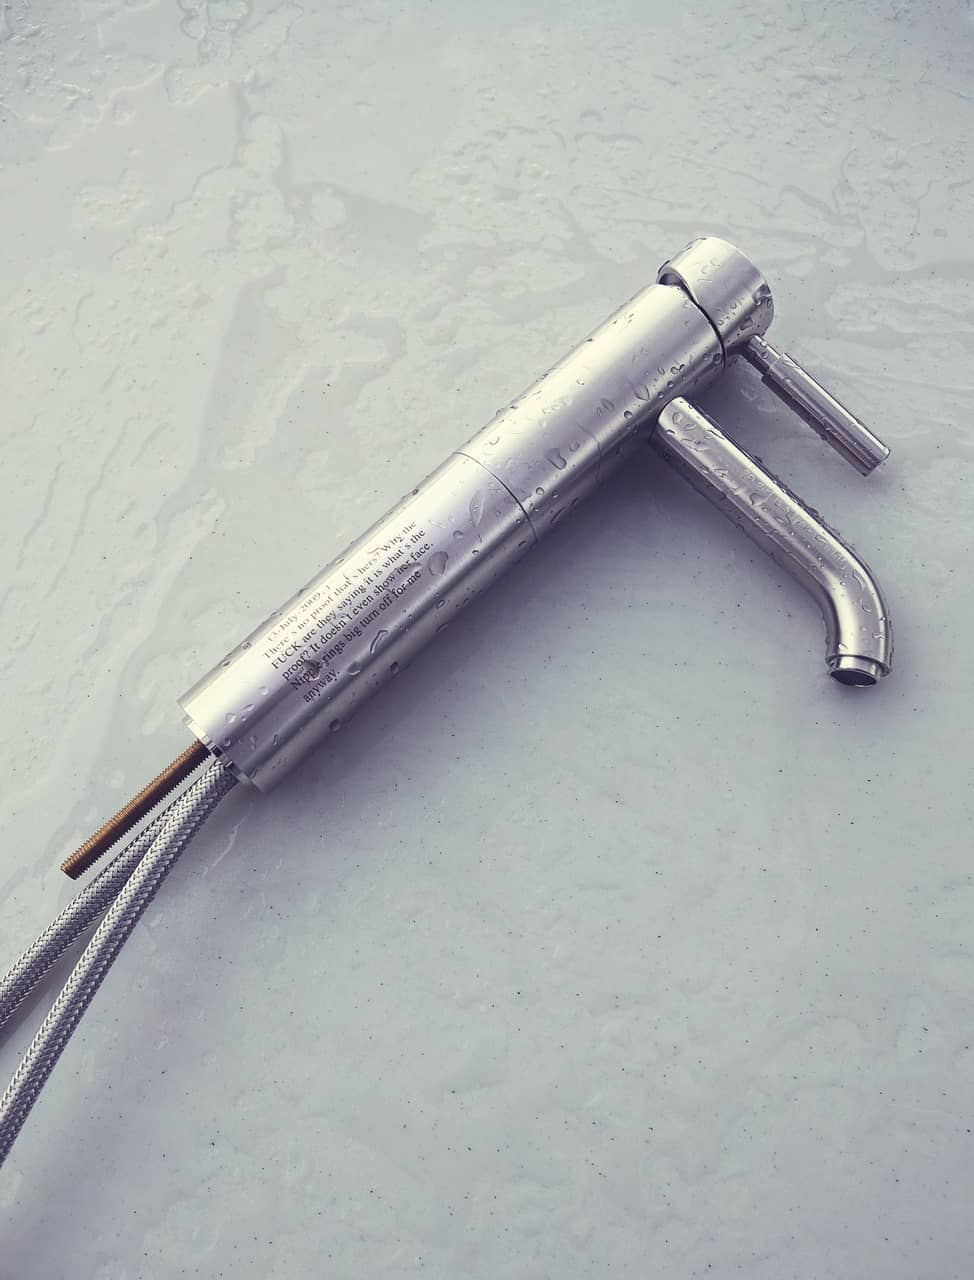 13 July, 2009,
There's no proof that's hers? Why the
FUCK are they saying it is what's the
proof? It doesn't even show her face.
Nipple rings big turn off for me
anyway.